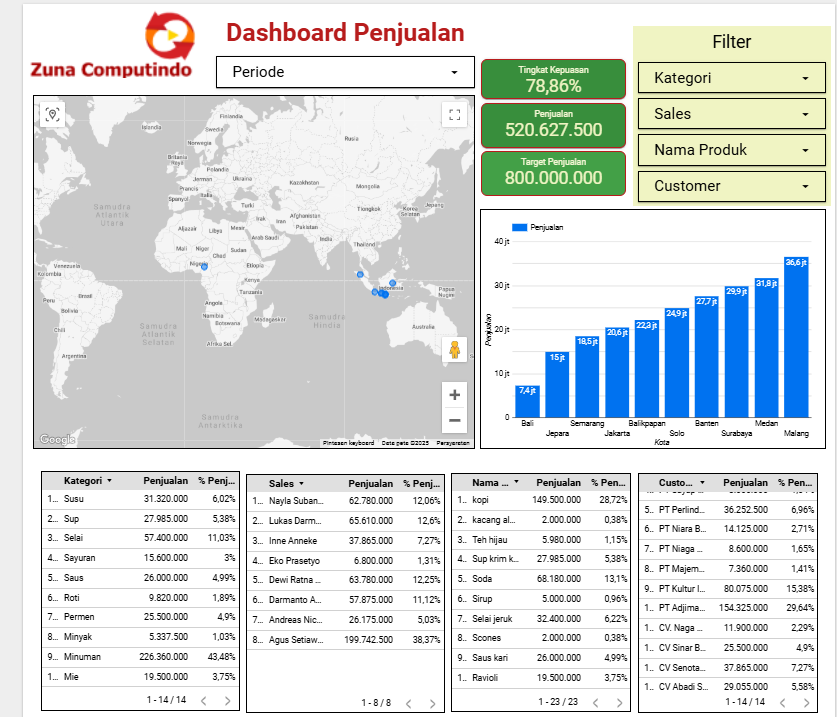 Zuna Computindo
Dashboard Penjualan
Periode
Tingkat Kepuasan
78,86%
Penjualan
520.627.500
Target Penjualan
800.000.000
Filter
Kategori
Sales
Nama Produk
Customer
Finlandia
Islandia
Swedia
Norwegia
Rusia
Britania Raya
Polandia
Jerman
Ukraina
Prancis
Italia
Spanyol
Turki
Kazakhstan
Mongolia
Tiongkok
Korea Selatan
Jepang
Samudra Atlantik Utara
Irak
Iran
Afghanistan
Pakistan
Aljazair
Libya
Mesir
Arab Saudi
India
Thailand
Mali
Niger
Sudan
Chad
Nigeria
Etiopia
Kenya
Tanzania
Angola
Namibia
Botswana
Madagaskar
Afrika Sel.
Venezuela
Kolombia
Brasil
Peru
Bolivia
Chili
Argentina
Indonesia
Papua Nugini
Australia
Samudra Atlantik Selatan
Samudra Hindia
Samudra Antarktika
Google
Pintasan keyboard
Data peta ©2025
Persyaratan
Penjualan
40 jt
30 jt
20 jt
10 jt
0
Penjualan
7,4 jt
15 jt
18,5 jt
20,6 jt
22,3 jt
24,9 jt
27,7 jt
29,9 jt
31,8 jt
36,6 jt
Bali
Jepara
Semarang
Jakarta
Balikpapan
Solo
Banten
Surabaya
Medan
Malang
Kota
Kategori Penjualan % Penj...
1... Susu 31.320.000 6,02%
2... Sup 27.985.000 5,38%
3... Selai 57.400.000 11,03%
4... Sayuran 15.600.000 3%
5... Saus 26.000.000 4,99%
6... Roti 9.820.000 1,89%
7... Permen 25.500.000 4,9%
8... Minyak 5.337.500 1,03%
9... Minuman 226.360.000 43,48%
1... Mie 19.500.000 3,75%
1 - 14 / 14
Sales Penjualan % Penj...
1... Nayla Suban... 62.780.000 12,06%
2... Lukas Darm... 65.610.000 12,6%
3... Inne Anneke 37.865.000 7,27%
4... Eko Prasetyo 6.800.000 1,31%
5... Dewi Ratna ... 63.780.000 12,25%
6... Darmanto A... 57.875.000 11,12%
7... Andreas Nic... 26.175.000 5,03%
8... Agus Setiaw... 199.742.500 38,37%
1 - 8 / 8
Nama ... Penjualan % Pen...
1.. kopi 149.500.000 28,72%
2.. kacang al... 2.000.000 0,38%
3.. Teh hijau 5.980.000 1,15%
4.. Sup krim k... 27.985.000 5,38%
5.. Soda 68.180.000 13,1%
6.. Sirup 5.000.000 0,96%
7.. Selai jeruk 32.400.000 6,22%
8.. Scones 2.000.000 0,38%
9.. Saus kari 26.000.000 4,99%
1.. Ravioli 19.500.000 3,75%
1 - 23 / 23
Custo... Penjualan % Pen...
5.. PT Perlind... 36.252.500 6,96%
6.. PT Niara B... 14.125.000 2,71%
7.. PT Niaga ... 8.600.000 1,65%
8.. PT Majem... 7.360.000 1,41%
9.. PT Kultur I... 80.075.000 15,38%
1.. PT Adjima... 154.325.000 29,64%
1.. CV. Naga ... 11.900.000 2,29%
1.. CV Sinar B... 25.500.000 4,9%
1.. CV Senota... 37.865.000 7,27%
1.. CV Abadi S... 29.055.000 5,58%
1 - 14 / 14